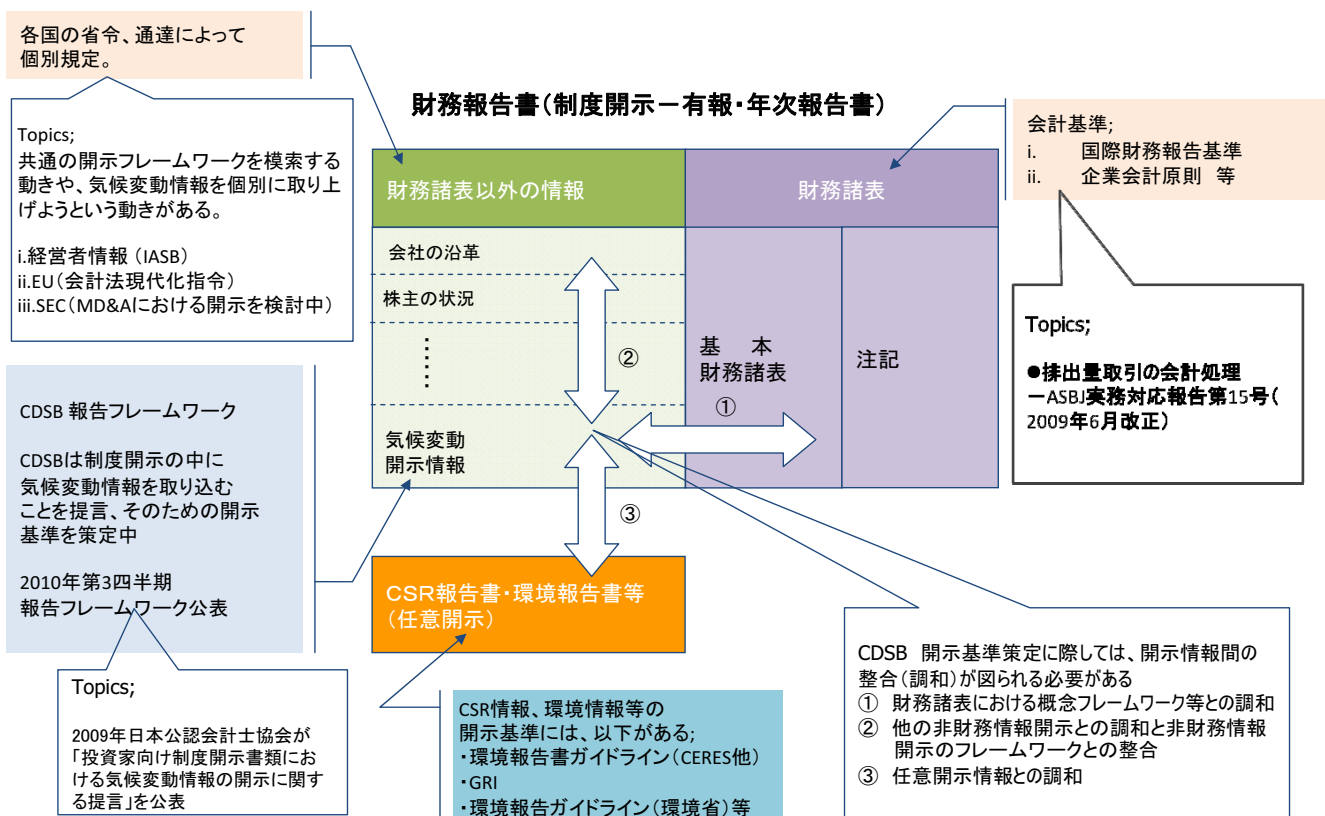 各国の省令、通達によって
個別規定。
財務報告書(制度開示－有報・年次報告書)
Topics;
共通の開示フレームワークを模索する
動きや、気候変動情報を個別に取り上
げようという動きがある。
i.経営者情報 (IASB)
ii.EU(会計法現代化指令)
iii.SEC(MD&Aにおける開示を検討中)
会計基準;
i. 国際財務報告基準
ii. 企業会計原則 等
財務諸表以外の情報
財務諸表
会社の沿革
株主の状況
⋮
②
基 本
財務諸表
①
注記
気候変動
開示情報
Topics;
●排出量取引の会計処理
－ASBJ実務対応報告第15号(
2009年6月改正)
CDSB 報告フレームワーク
CDSBは制度開示の中に
気候変動情報を取り込む
ことを提言、そのための開示
基準を策定中
2010年第3四半期
報告フレームワーク公表
③
CSR報告書・環境報告書等
(任意開示)
Topics;
2009年日本公認会計士協会が
「投資家向け制度開示書類にお
ける気候変動情報の開示に関す
る提言」を公表
CSR情報、環境情報等の
開示基準には、以下がある;
・環境報告書ガイドライン(CERES他)
・GRI
・環境報告ガイドライン(環境省)等
CDSB 開示基準策定に際しては、開示情報間の
整合(調和)が図られる必要がある
① 財務諸表における概念フレームワーク等との調和
② 他の非財務情報開示との調和と非財務情報
開示のフレームワークとの整合
③ 任意開示情報との調和